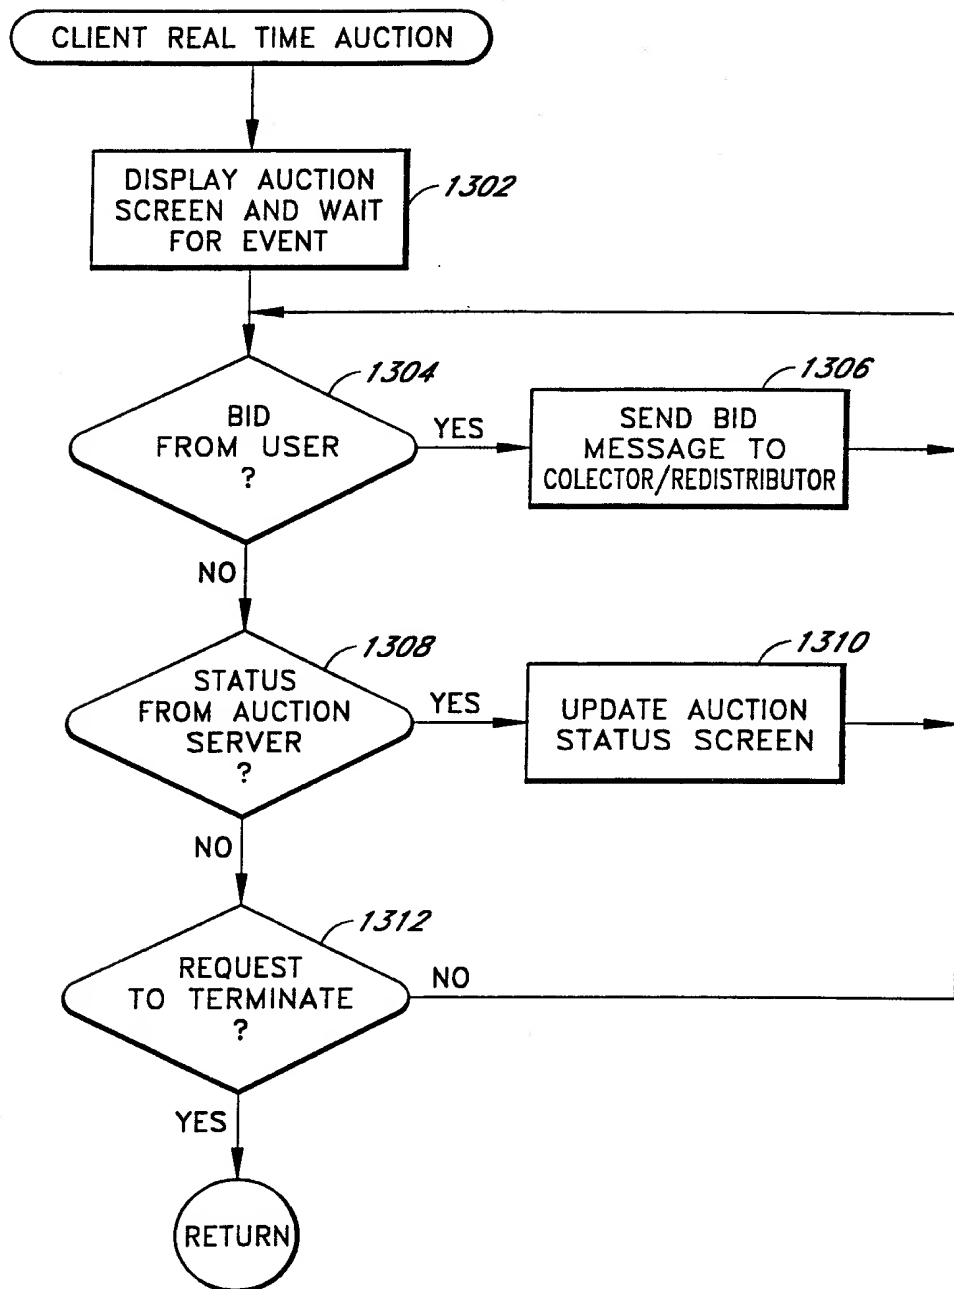 CLIENT REAL TIME AUCTION
DISPLAY AUCTION
SCREEN AND WAIT
FOR EVENT
1302
BID
FROM USER
?
1304
YES
SEND BID
MESSAGE TO
COLECTOR/REDISTRIBUTOR
1306
NO
STATUS
FROM AUCTION
SERVER
?
1308
YES
UPDATE AUCTION
STATUS SCREEN
1310
NO
REQUEST
TO TERMINATE
?
1312
NO
YES
RETURN